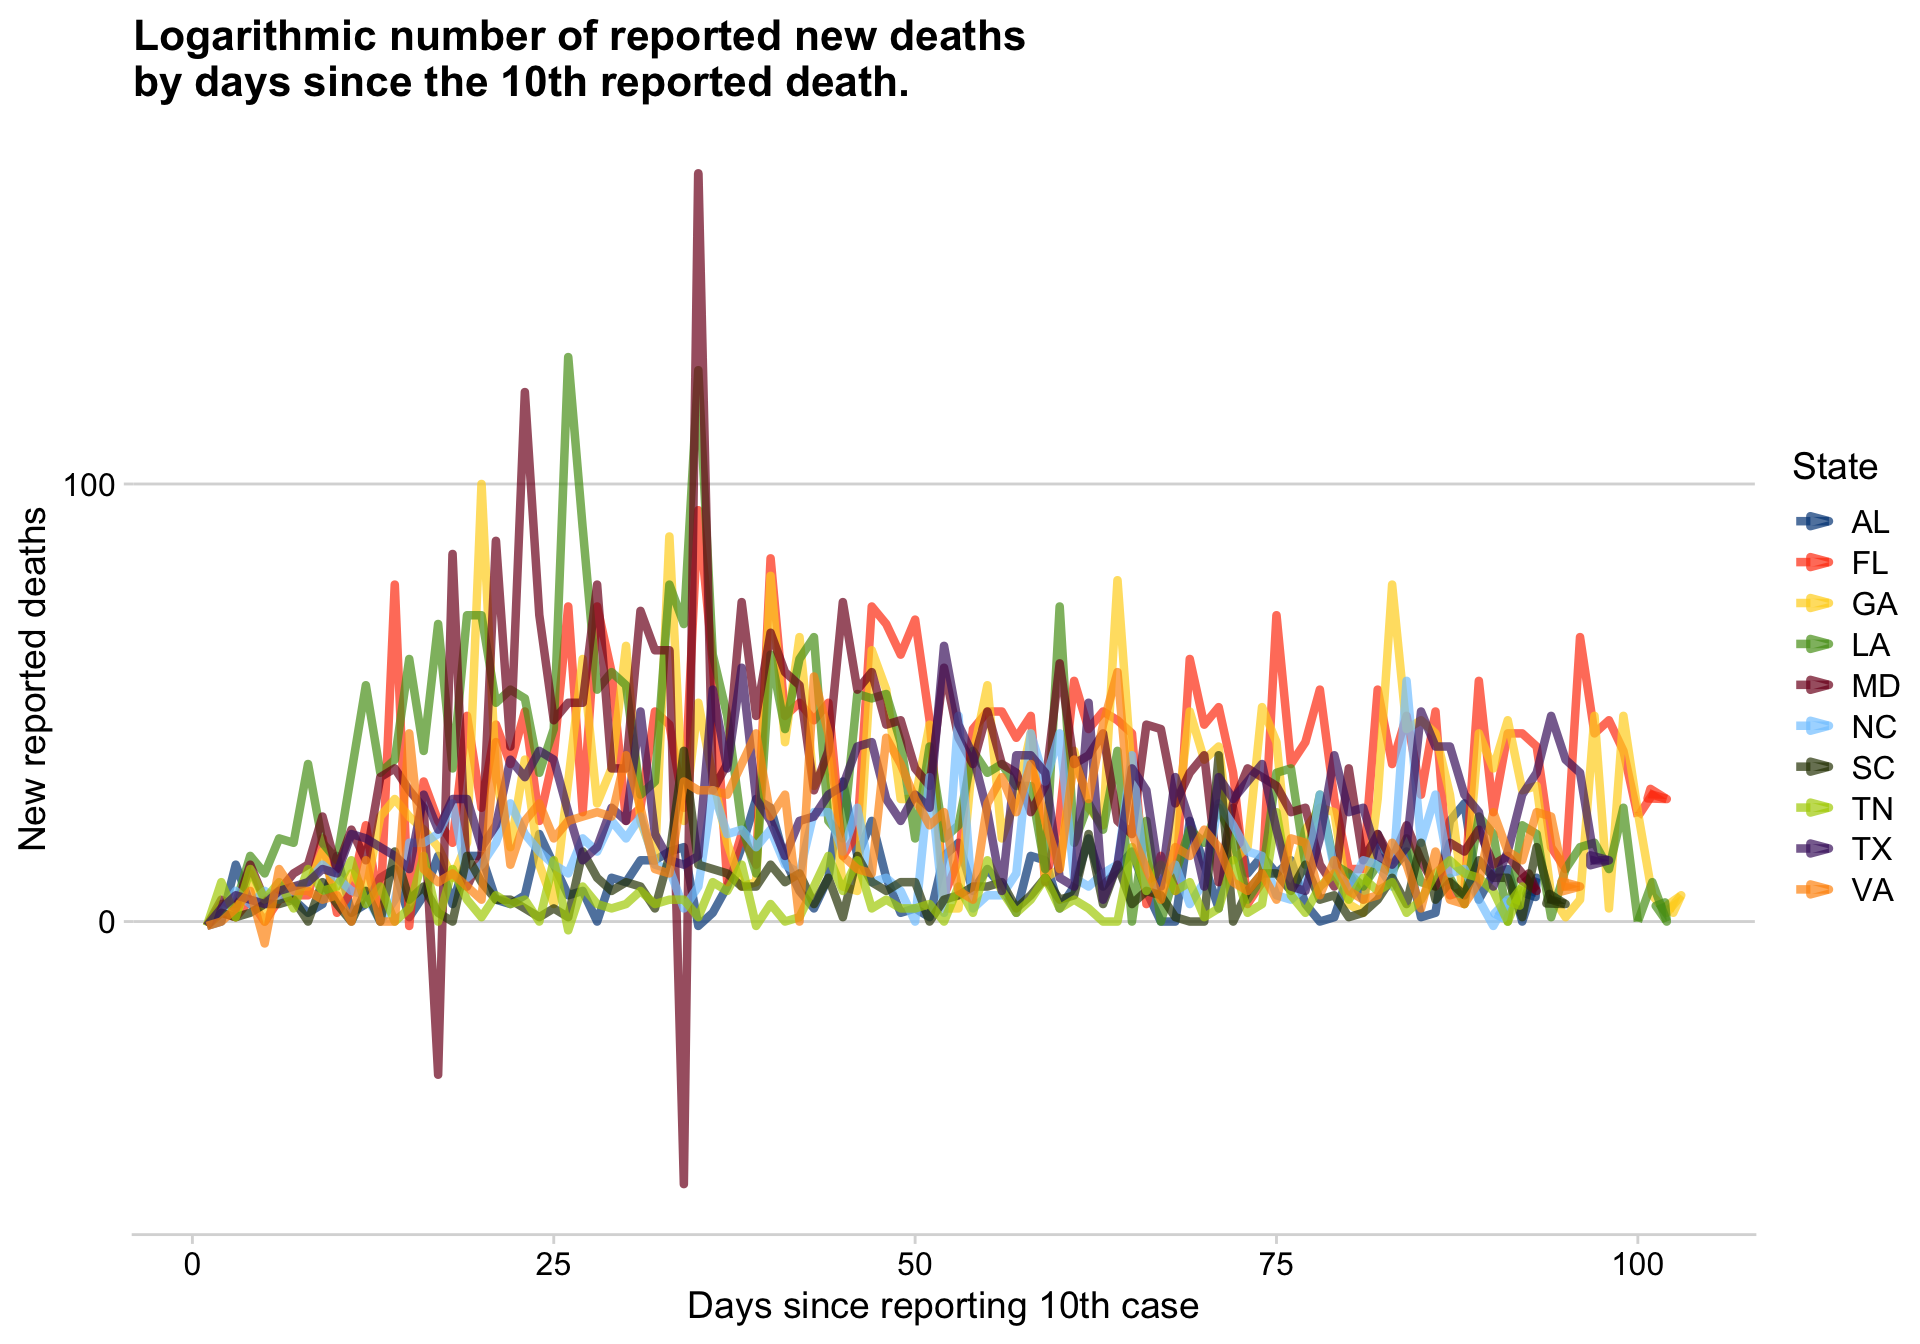 Logarithmic number of reported new deaths
by days since the 10th reported death.
New reported deaths
100
0
0
25
50
75
100
Days since reporting 10th case
State
AL
FL
GA
LA
MD
NC
SC
TN
TX
VA